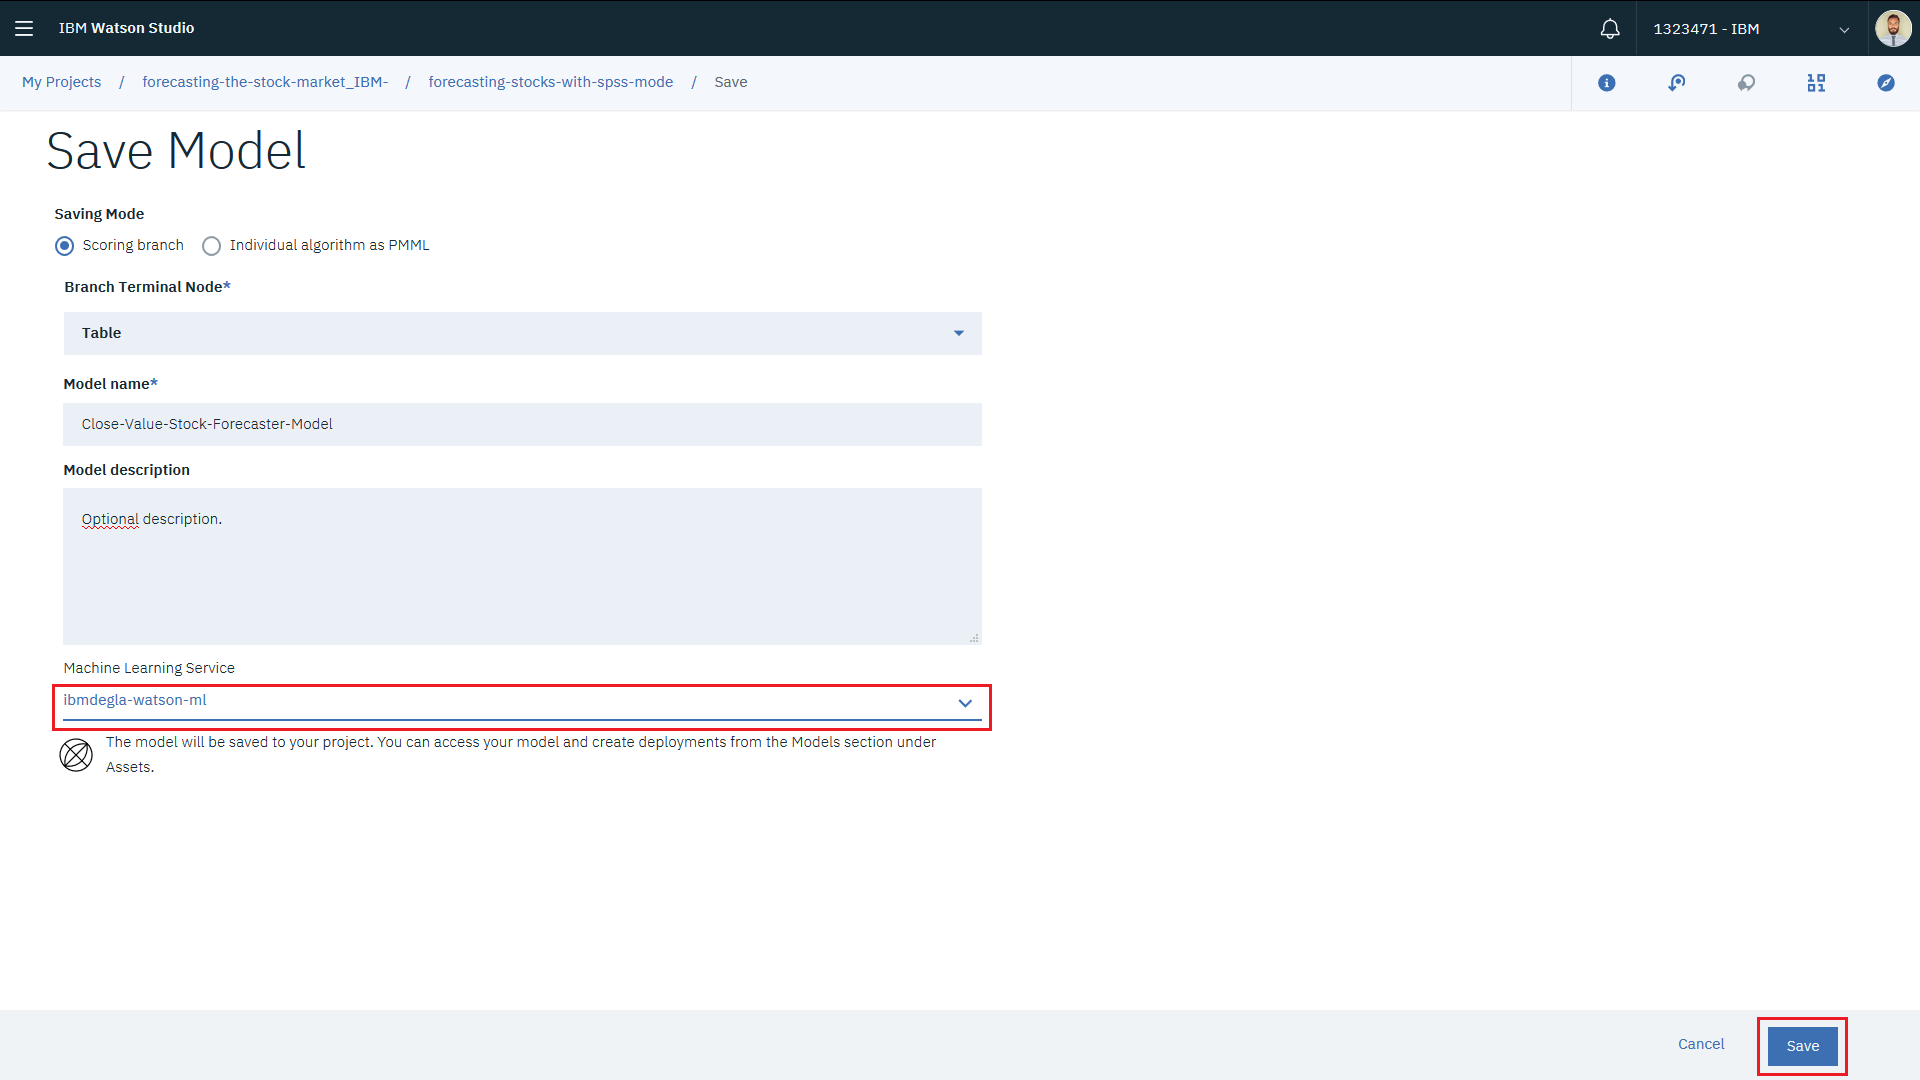 IBM Watson Studio
1323471 - IBM
My Projects / forecasting-the-stock-market_IBM- / forecasting-stocks-with-spss-mode / Save
Save Model
Saving Mode
Scoring branch Individual algorithm as PMML
Branch Terminal Node*
Table
Model name*
Close-Value-Stock-Forecaster-Model
Model description
Optional description.
Machine Learning Service
ibmdegla-watson-ml
The model will be saved to your project. You can access your model and create deployments from the Models section under
Assets.
Cancel Save